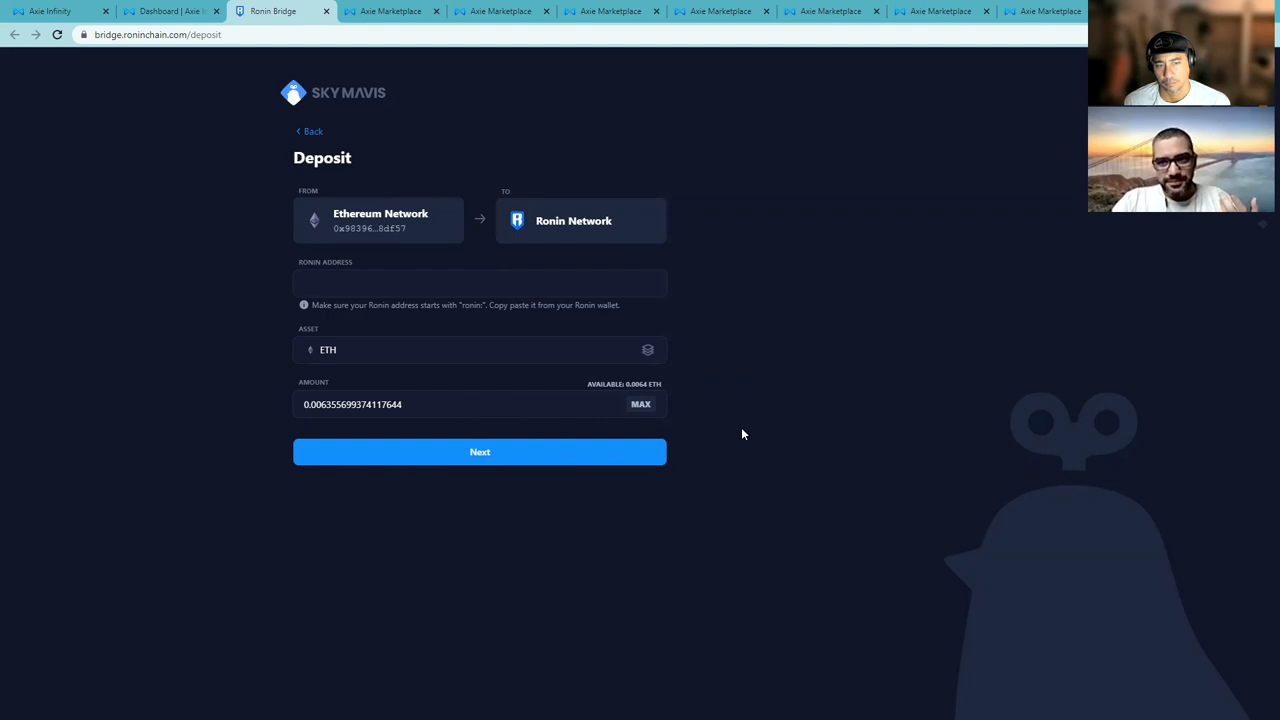 Axie Infinity
Dashboard | Axie In
Ronin Bridge
Axie Marketplace
Axie Marketplace
Axie Marketplace
Axie Marketplace
Axie Marketplace
Axie Marketplace
Axie Marketplace
bridge.roninchain.com/deposit
SKY MAVIS
Back
Deposit
FROM
TO
Ethereum Network
0x98396...8df57
Ronin Network
RONIN ADDRESS
Make sure your Ronin address starts with "ronin:". Copy paste it from your Ronin wallet.
ASSET
ETH
AMOUNT
AVAILABLE: 0.0064 ETH
0.006355699374117644
MAX
Next